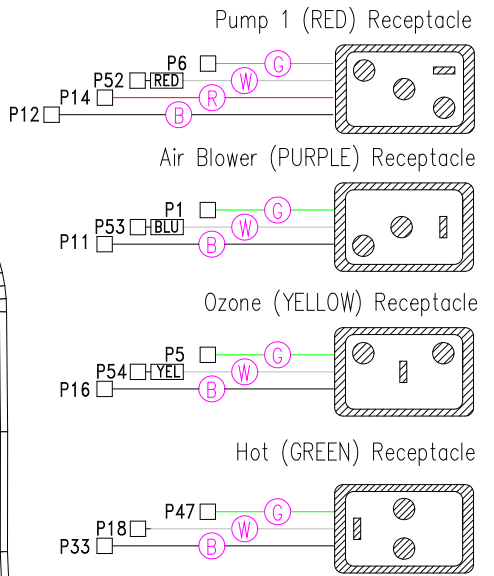 Pump 1 (RED) Receptacle
P6 G
P52 RED W
P14 R
P12 B
Air Blower (PURPLE) Receptacle
P1 G
P53 BLU W
P11 B
Ozone (YELLOW) Receptacle
P5 G
P54 YEL W
P16 B
Hot (GREEN) Receptacle
P47 G
P18 W
P33 B